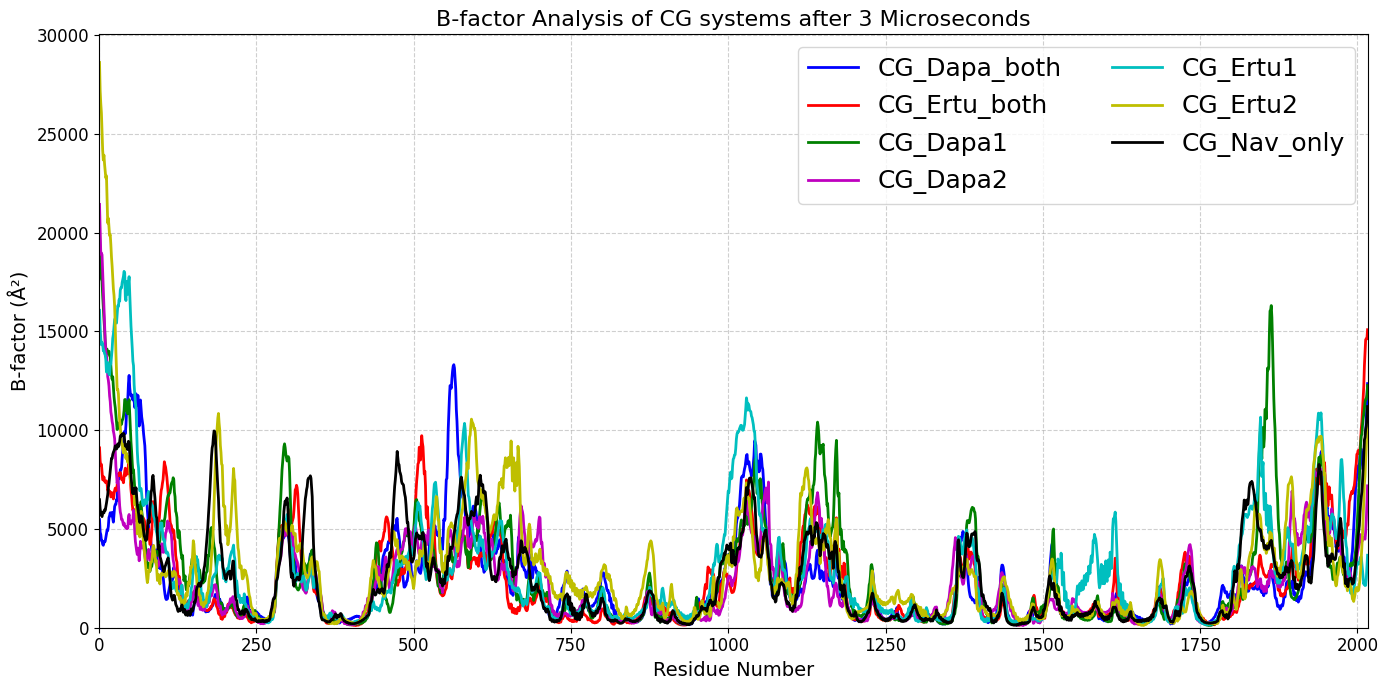 B-factor Analysis of CG systems after 3 Microseconds
B-factor (Å²)
30000
25000
20000
15000
10000
5000
0
CG_Dapa_both
CG_Ertu_both
CG_Dapa1
CG_Dapa2
CG_Ertu1
CG_Ertu2
CG_Nav_only
0 250 500 750 1000 1250 1500 1750 2000
Residue Number